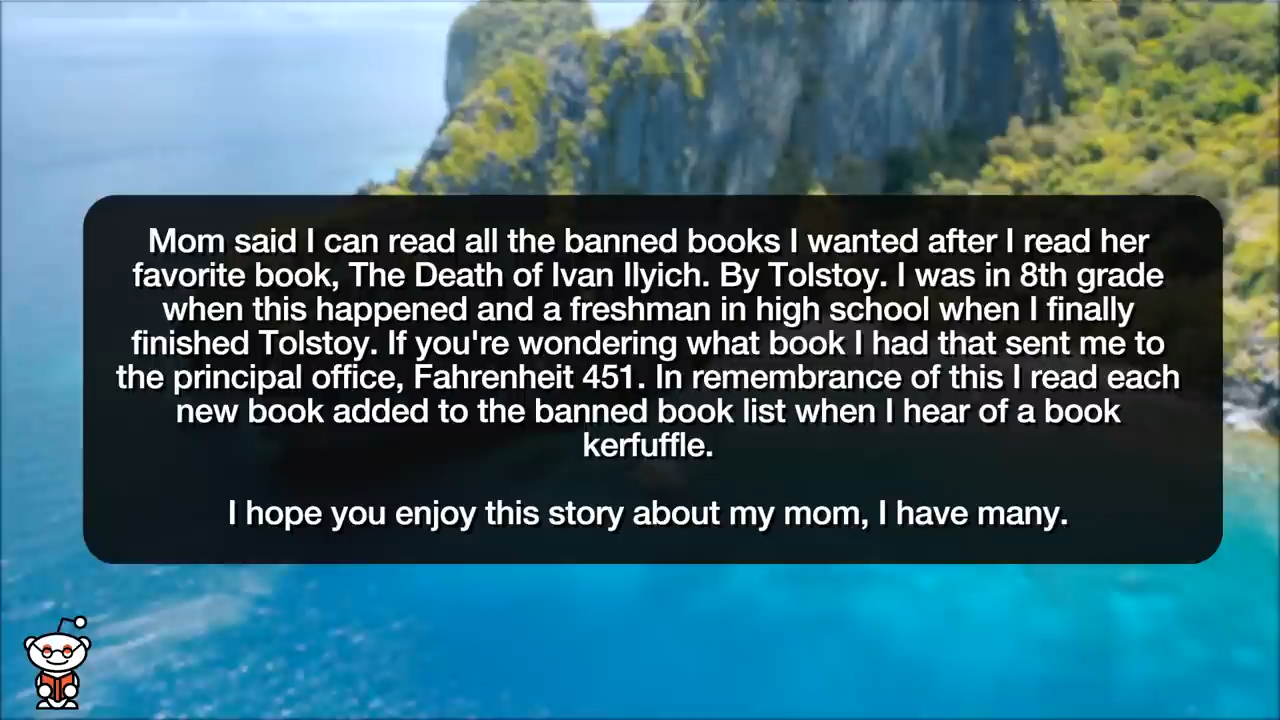 Mom said I can read all the banned books I wanted after I read her
favorite book, The Death of Ivan Ilyich. By Tolstoy. I was in 8th grade
when this happened and a freshman in high school when I finally
finished Tolstoy. If you're wondering what book I had that sent me to
the principal office, Fahrenheit 451. In remembrance of this I read each
new book added to the banned book list when I hear of a book
kerfuffle.
I hope you enjoy this story about my mom, I have many.